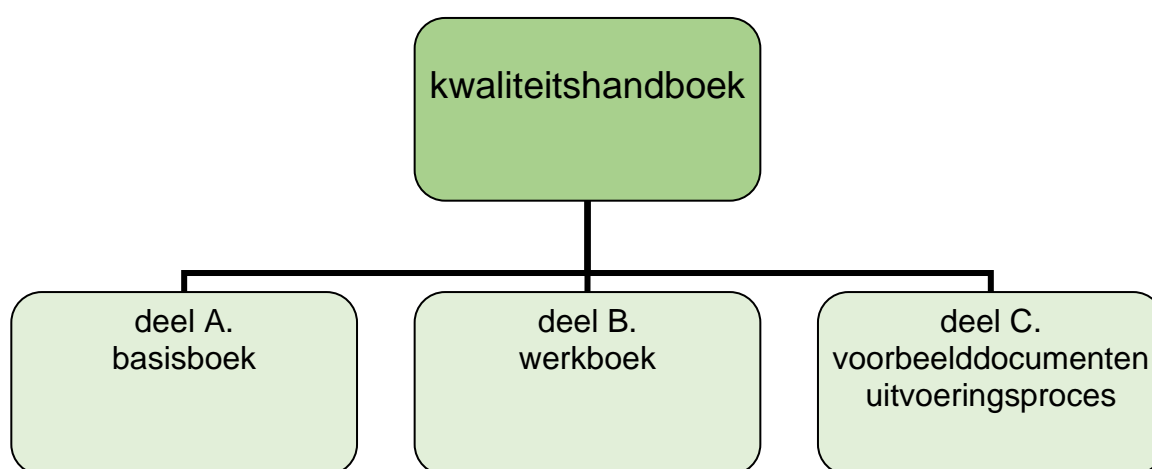 kwaliteitshandboek
deel A.
basisboek
deel B.
werkboek
deel C.
voorbeelddocumenten
uitvoeringsproces